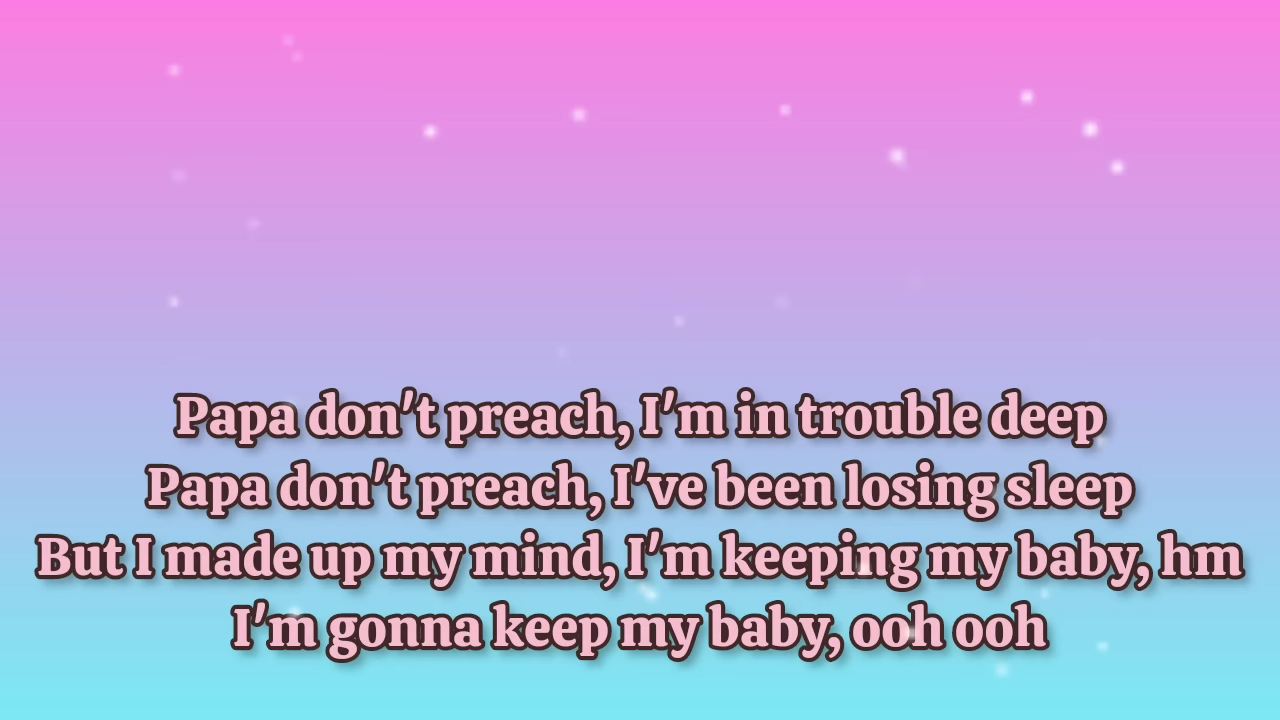 Papa don't preach, I'm in trouble deep
Papa don't preach, I've been losing sleep
But I made up my mind, I'm keeping my baby, hm
I'm gonna keep my baby, ooh ooh